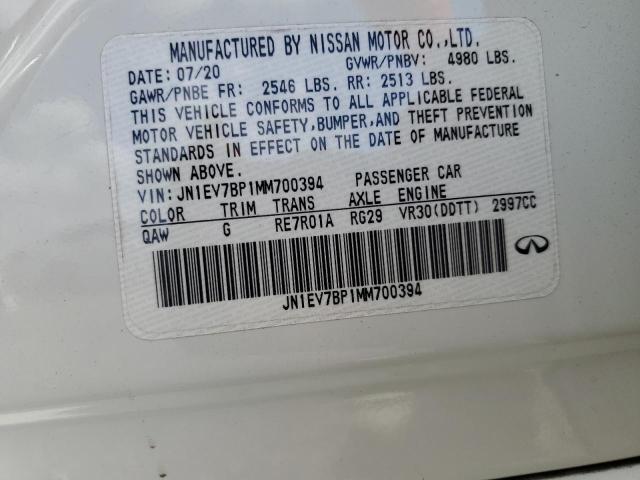 MANUFACTURED BY NISSAN MOTOR CO.,LTD.
DATE: 07/20 GVWR/PNBV: 4980 LBS.
GAWR/PNBE FR: 2546 LBS. RR: 2513 LBS.
THIS VEHICLE CONFORMS TO ALL APPLICABLE FEDERAL
MOTOR VEHICLE SAFETY,BUMPER,AND THEFT PREVENTION
STANDARDS IN EFFECT ON THE DATE OF MANUFACTURE
SHOWN ABOVE.
VIN: JN1EV7BP1MM700394 PASSENGER CAR
COLOR TRIM TRANS AXLE ENGINE
QAW G RE7R01A RG29 VR30(DDTT) 2997CC
JN1EV7BP1MM700394